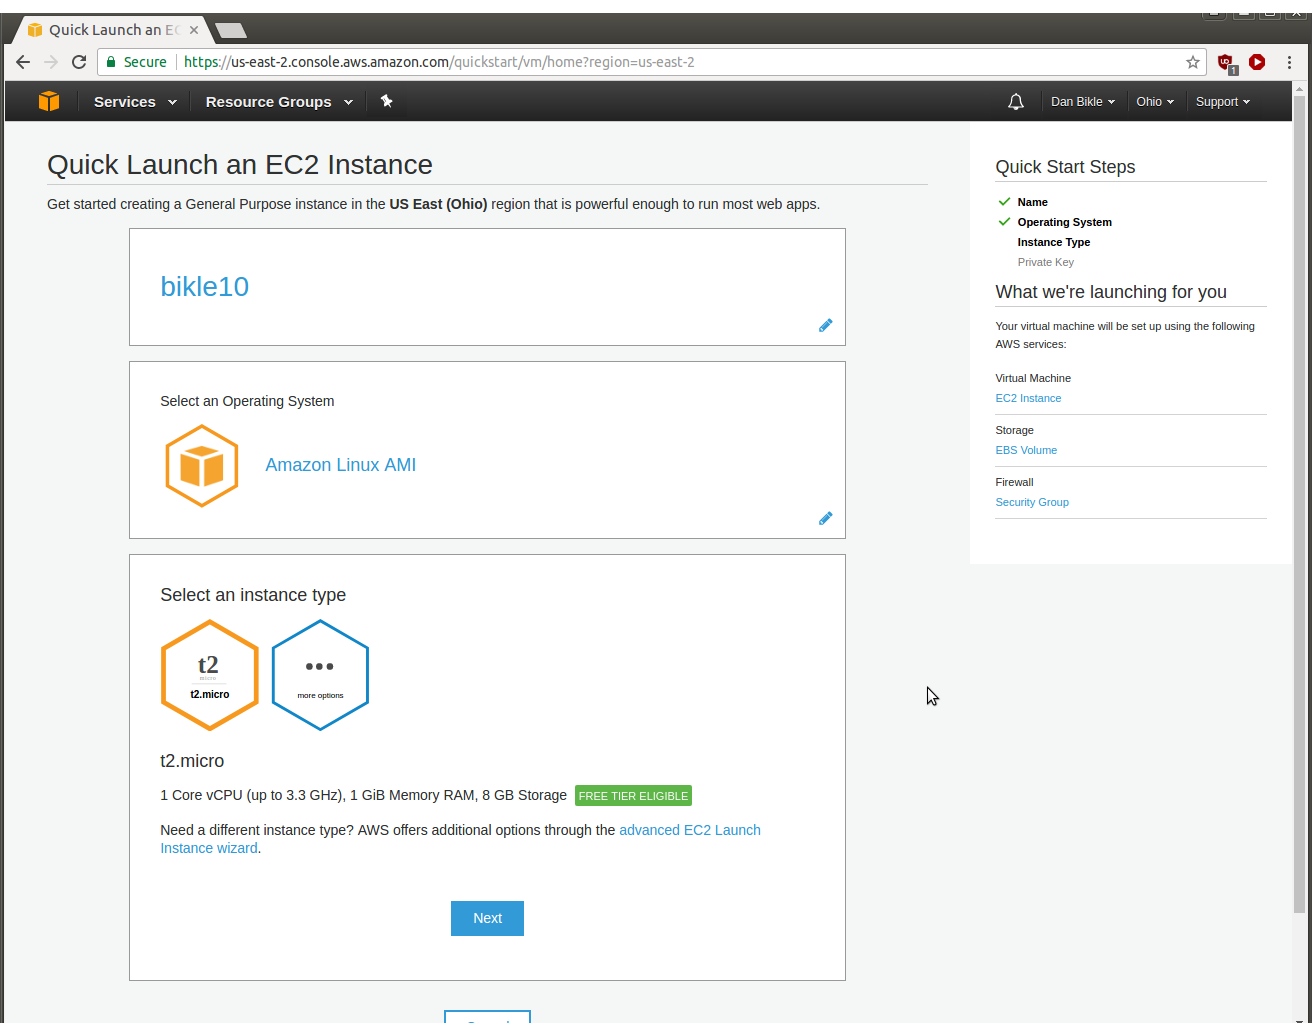 Quick Launch an EC
Secure
https://us-east-2.console.aws.amazon.com/quickstart/vm/home?region=us-east-2
1
Services
Resource Groups
Dan Bikle
Ohio
Support
Quick Launch an EC2 Instance
Get started creating a General Purpose instance in the US East (Ohio) region that is powerful enough to run most web apps.
bikle10
Select an Operating System
Amazon Linux AMI
Select an instance type
t2
micro
t2.micro
more options
t2.micro
1 Core vCPU (up to 3.3 GHz), 1 GiB Memory RAM, 8 GB Storage FREE TIER ELIGIBLE
Need a different instance type? AWS offers additional options through the advanced EC2 Launch
Instance wizard.
Next
Quick Start Steps
Name
Operating System
Instance Type
Private Key
What we're launching for you
Your virtual machine will be set up using the following
AWS services:
Virtual Machine
EC2 Instance
Storage
EBS Volume
Firewall
Security Group